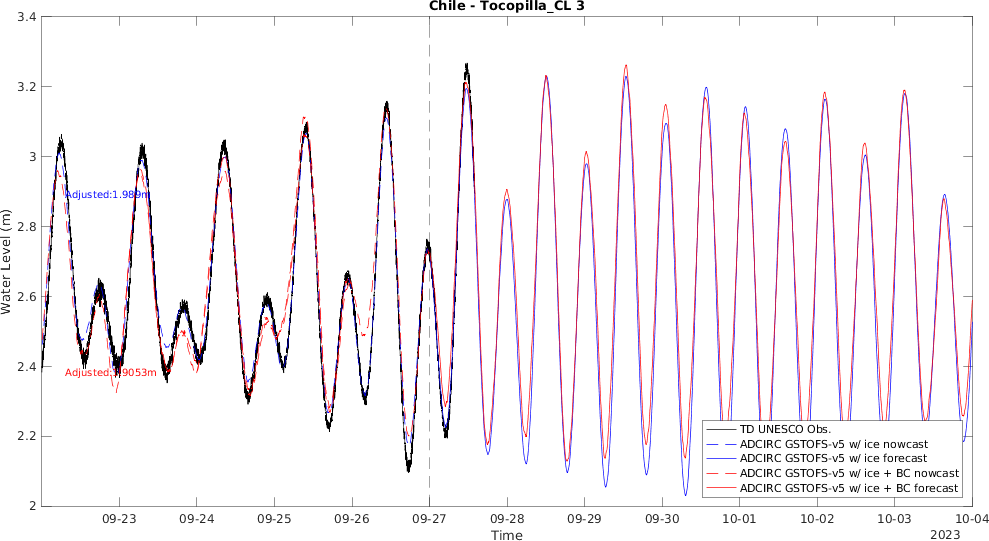 Chile - Tocopilla_CL 3
3.4
3.2
3
2.8
2.6
2.4
2.2
2
Water Level (m)
Adjusted:1.989m
TD UNESCO Obs.
ADCIRC GSTOFS-v5 w/ ice nowcast
ADCIRC GSTOFS-v5 w/ ice forecast
ADCIRC GSTOFS-v5 w/ ice + BC nowcast
ADCIRC GSTOFS-v5 w/ ice + BC forecast
09-23 09-24 09-25 09-26 09-27 09-28 09-29 09-30 10-01 10-02 10-03 10-04
Time
2023